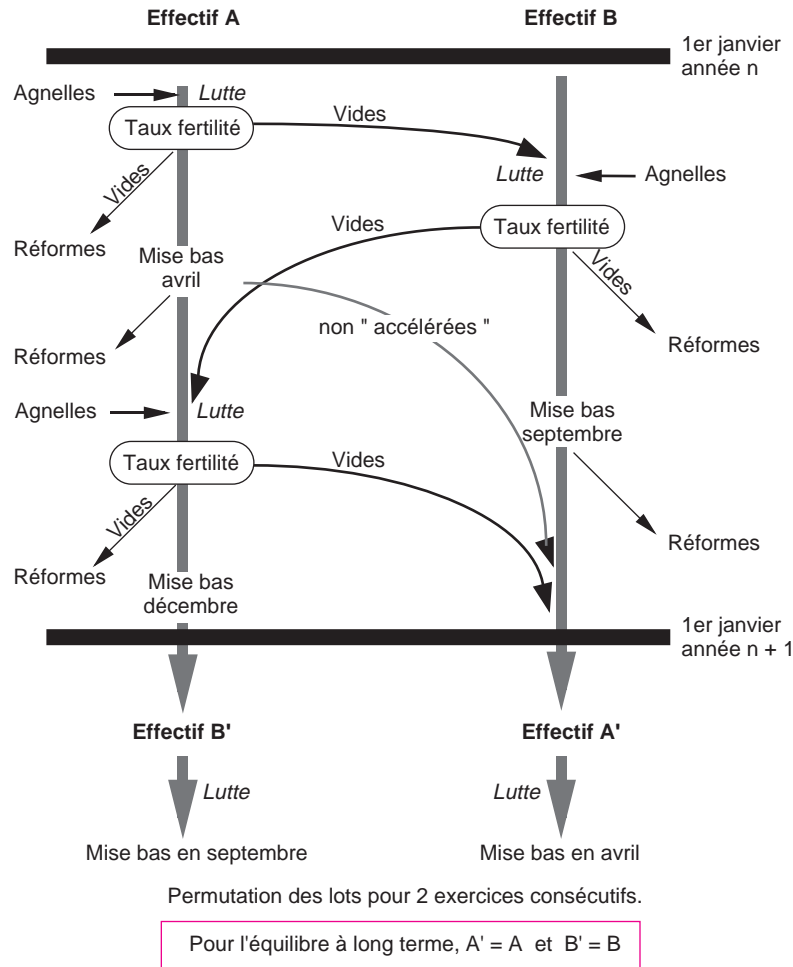 Effectif A
Effectif B
1er janvier
année n
Agnelles
Lutte
Vides
Taux fertilité
Lutte
Agnelles
Vides
Vides
Taux fertilité
Réformes
Mise bas
avril
Vides
non " accélérées "
Réformes
Réformes
Agnelles
Lutte
Mise bas
septembre
Taux fertilité
Vides
Vides
Réformes
Réformes
Mise bas
décembre
1er janvier
année n + 1
Effectif B'
Effectif A'
Lutte
Lutte
Mise bas en septembre
Mise bas en avril
Permutation des lots pour 2 exercices consécutifs.
Pour l'équilibre à long terme, A' = A et B' = B